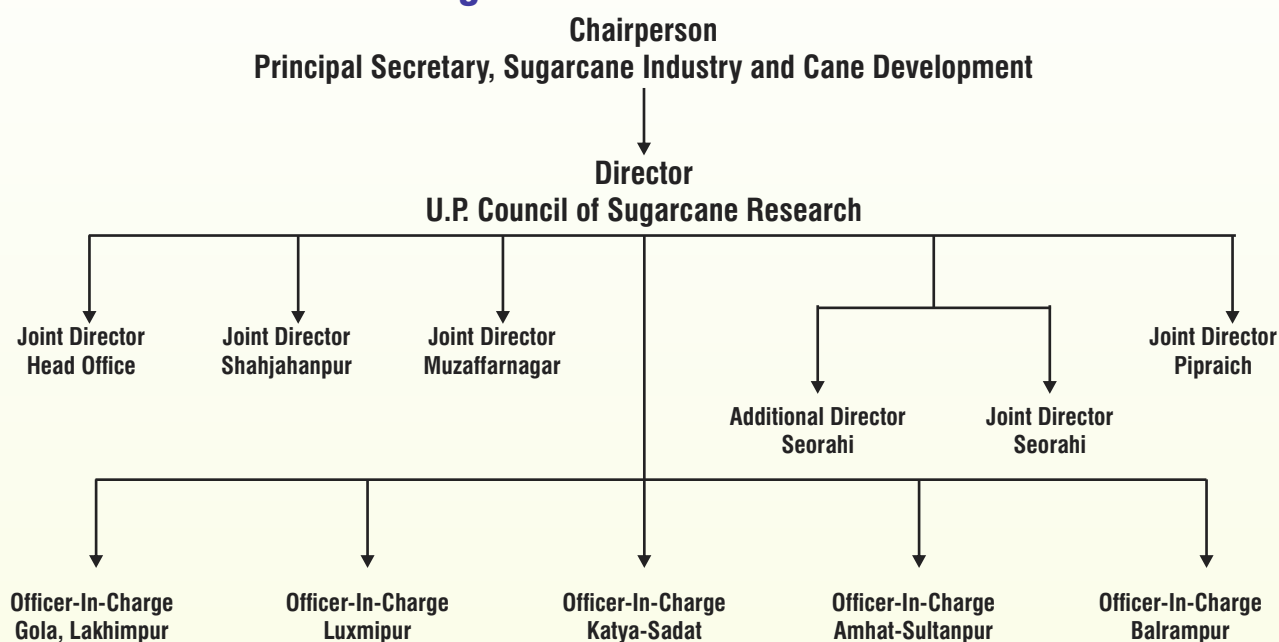 Chairperson
Principal Secretary, Sugarcane Industry and Cane Development
Director
U.P. Council of Sugarcane Research
Joint Director
Head Office
Joint Director
Shahjahanpur
Joint Director
Muzaffarnagar
Joint Director
Pipraich
Additional Director
Seorahi
Joint Director
Seorahi
Officer-In-Charge
Gola, Lakhimpur
Officer-In-Charge
Luxmipur
Officer-In-Charge
Katya-Sadat
Officer-In-Charge
Amhat-Sultanpur
Officer-In-Charge
Balrampur